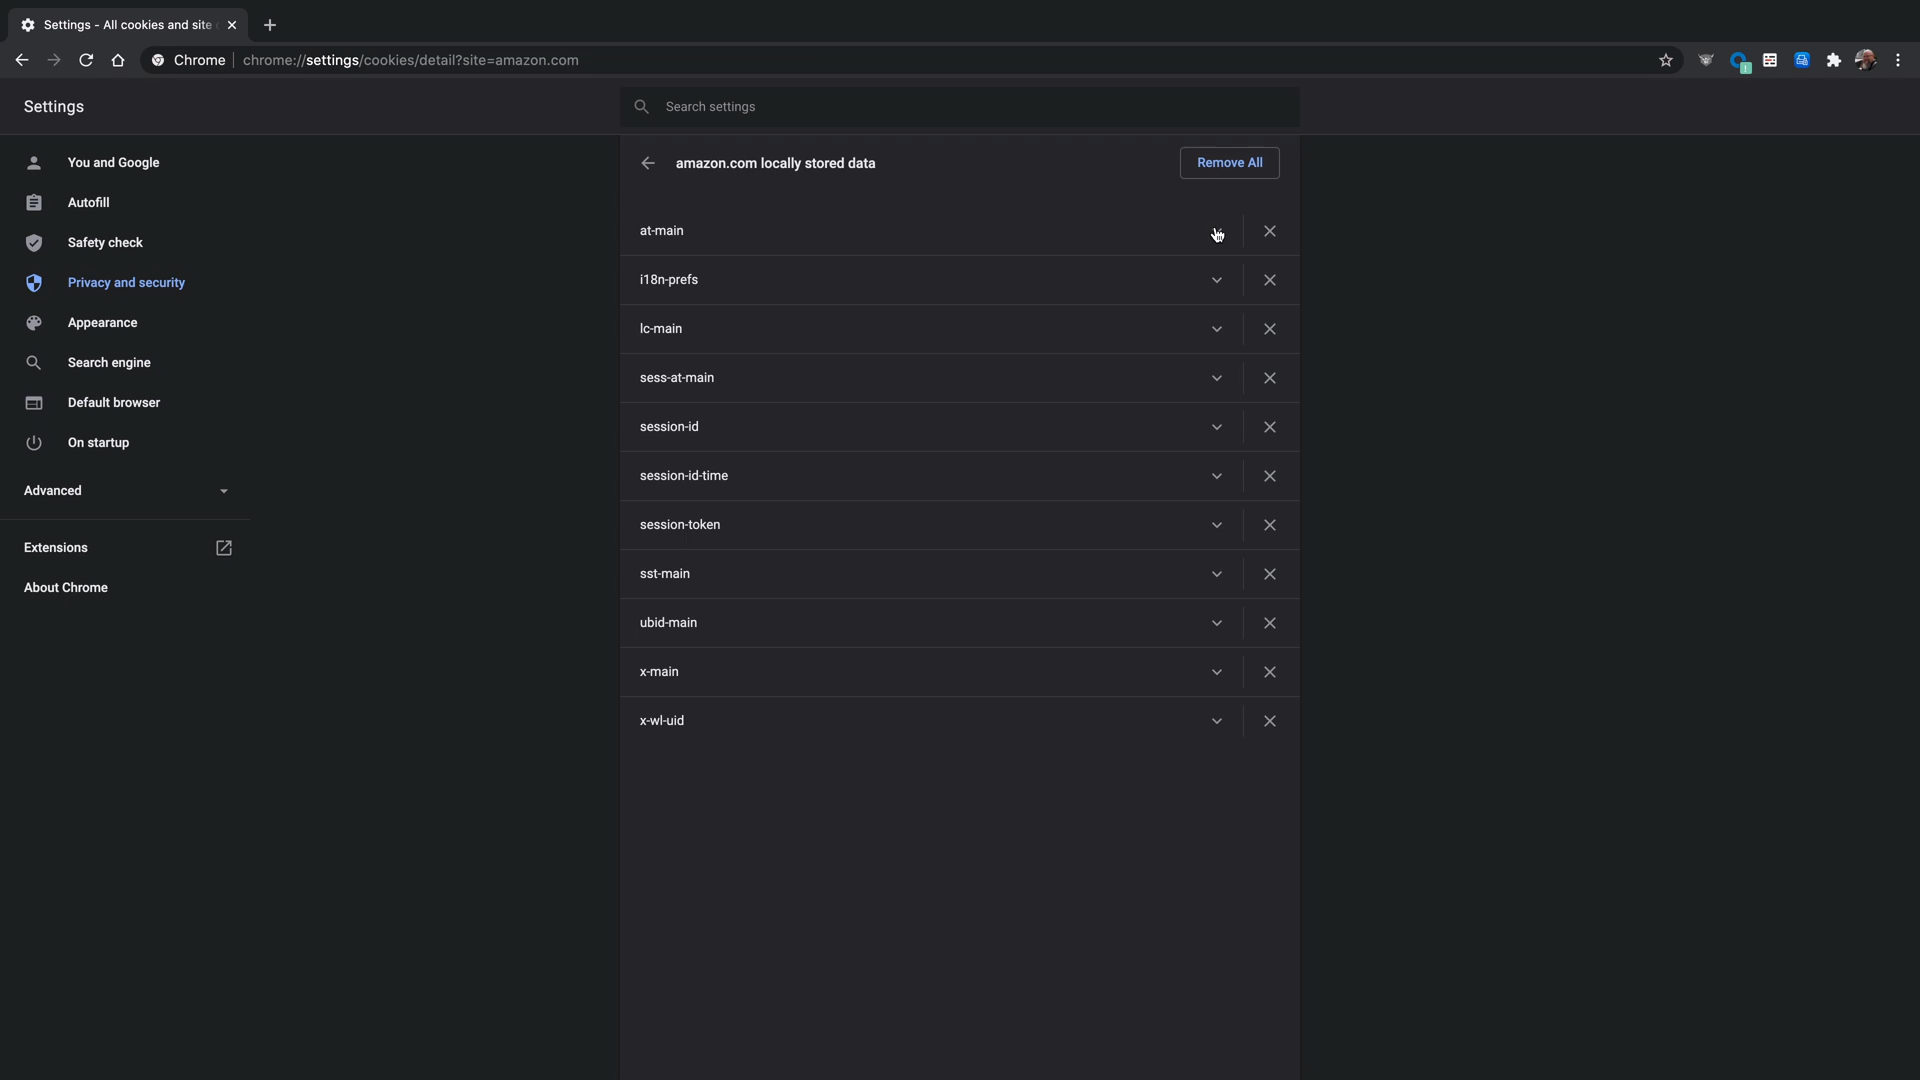 Settings - All cookies and site
Chrome
chrome://settings/cookies/detail?site=amazon.com
Settings
Search settings
You and Google
Autofill
Safety check
Privacy and security
Appearance
Search engine
Default browser
On startup
Advanced
Extensions
About Chrome
amazon.com locally stored data
Remove All
at-main
i18n-prefs
lc-main
sess-at-main
session-id
session-id-time
session-token
sst-main
ubid-main
x-main
x-wl-uid